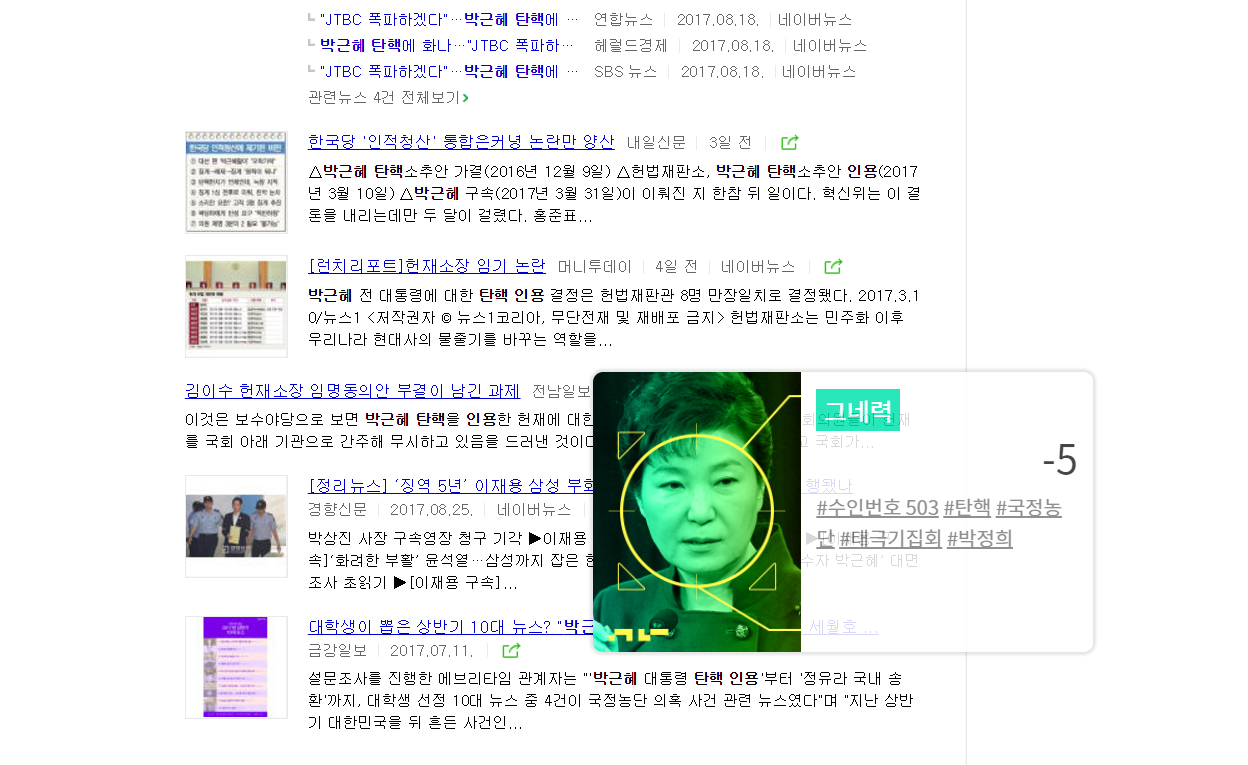 "JTBC 폭파하겠다"…박근혜 탄핵에 … 연합뉴스 2017.08.18. 네이버뉴스
박근혜 탄핵에 화나…"JTBC 폭파하… 헤럴드경제 2017.08.18. 네이버뉴스
"JTBC 폭파하겠다"…박근혜 탄핵에 … SBS 뉴스 2017.08.18. 네이버뉴스
관련뉴스 4건 전체보기
한국당 '인적청산' 통합은커녕 논란만 양산 내일신문 3일 전
△박근혜 탄핵소추안 가결(2016년 12월 9일) △헌법재판소, 박근혜 탄핵소추안 인용(2017
년 3월 10일) △박근혜 구속(2017년 3월 31일)이 이뤄진 지 한참 뒤 일이다. 혁신위는 이 결
론을 내리는데만 두 달이 걸렸다. 홍준표...
[런치리포트]헌재소장 임기 논란 머니투데이 4일 전 네이버뉴스
박근혜 전 대통령에 대한 탄핵 인용 결정은 헌법재판관 8명 만장일치로 결정됐다. 2017.3.1
0/뉴스1 <저작권자 © 뉴스1코리아, 무단전재 및 재배포 금지> 헌법재판소는 민주화 이후
우리나라 현대사의 물줄기를 바꾸는 역할을...
김이수 헌재소장 임명동의안 부결이 남긴 과제 전남일보
이것은 보수야당으로 보면 박근혜 탄핵을 인용한 헌재에 대한
를 국회 아래 기관으로 간주해 무시하고 있음을 드러낸 것이다
고 국회가...
그네력
-5
#수인번호 503 #탄핵 #국정농
단 #태극기집회 #박정희
[정리뉴스] ‘징역 5년’ 이재용 삼성 부회
행됐나
경향신문 2017.08.25. 네이버뉴스
박상진 사장 구속영장 청구 기각 ▶이재용
속]‘화려한 부활’ 윤석열…삼성까지 잡은 한
수자 박근혜’ 대면
조사 초읽기 ▶[이재용 구속]...
대학생이 뽑은 상반기 10대 뉴스? "박근
세월호 ...
금강일보 2017.07.11.
설문조사를 진행한 에브리타임 관계자는 "'박근혜 대통령 탄핵 인용'부터 '정유라 국내 송
환'까지, 대학생 선정 10대 뉴스 중 4건이 국정농단 사건 관련 뉴스였다"며 "지난 상반
기 대한민국을 뒤 흔든 사건인...